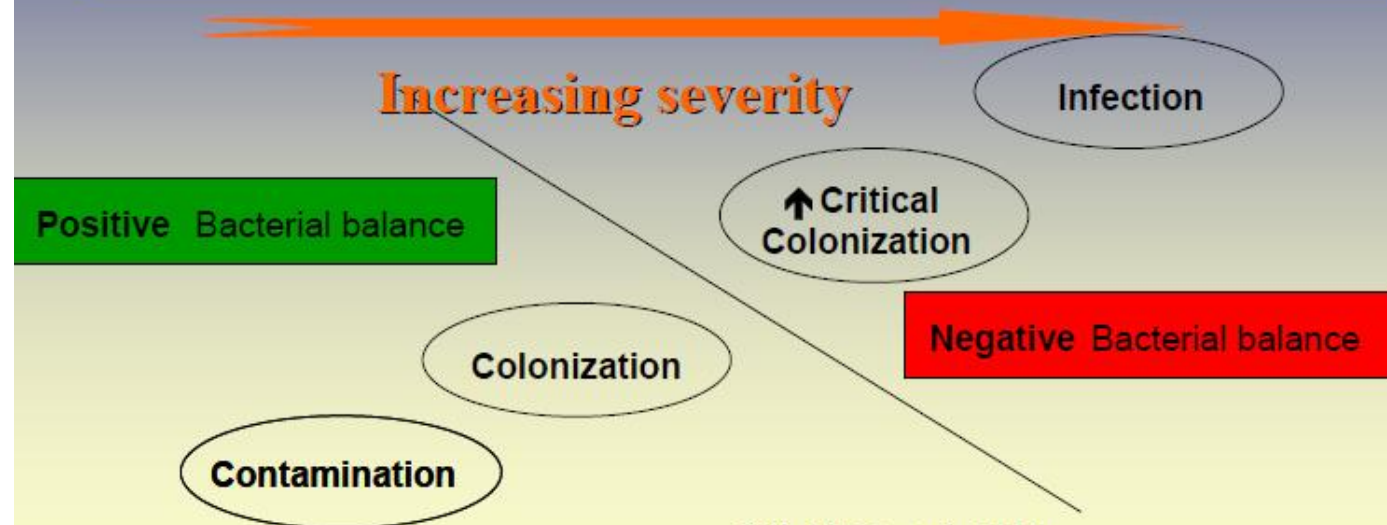 Increasing severity
Infection
↑ Critical
Colonization
Positive Bacterial balance
Negative Bacterial balance
Colonization
Contamination